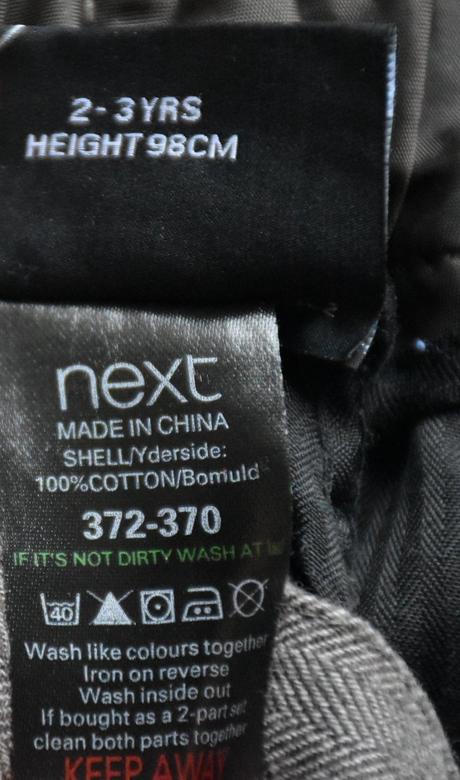 2-3YRS
HEIGHT98CM
next
MADE IN CHINA
SHELL/Yderside:
100%COTTON/Bomuld
372-370
IF IT'S NOT DIRTY WASH AT
40
Wash like colours together
Iron on reverse
Wash inside out
If bought as a 2-part set
clean both parts together
KEEP AWAY